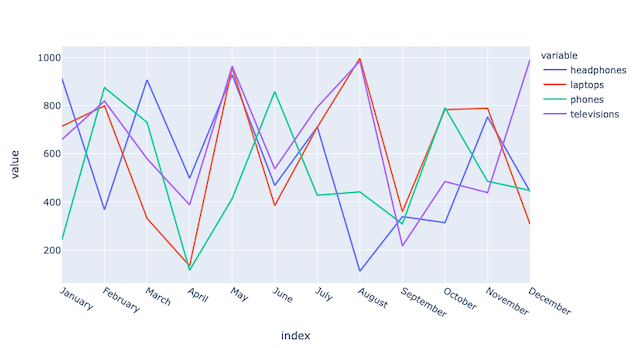 variable
headphones
laptops
phones
televisions
value
1000
800
600
400
200
January
February
March
April
May
June
July
August
September
October
November
December
index